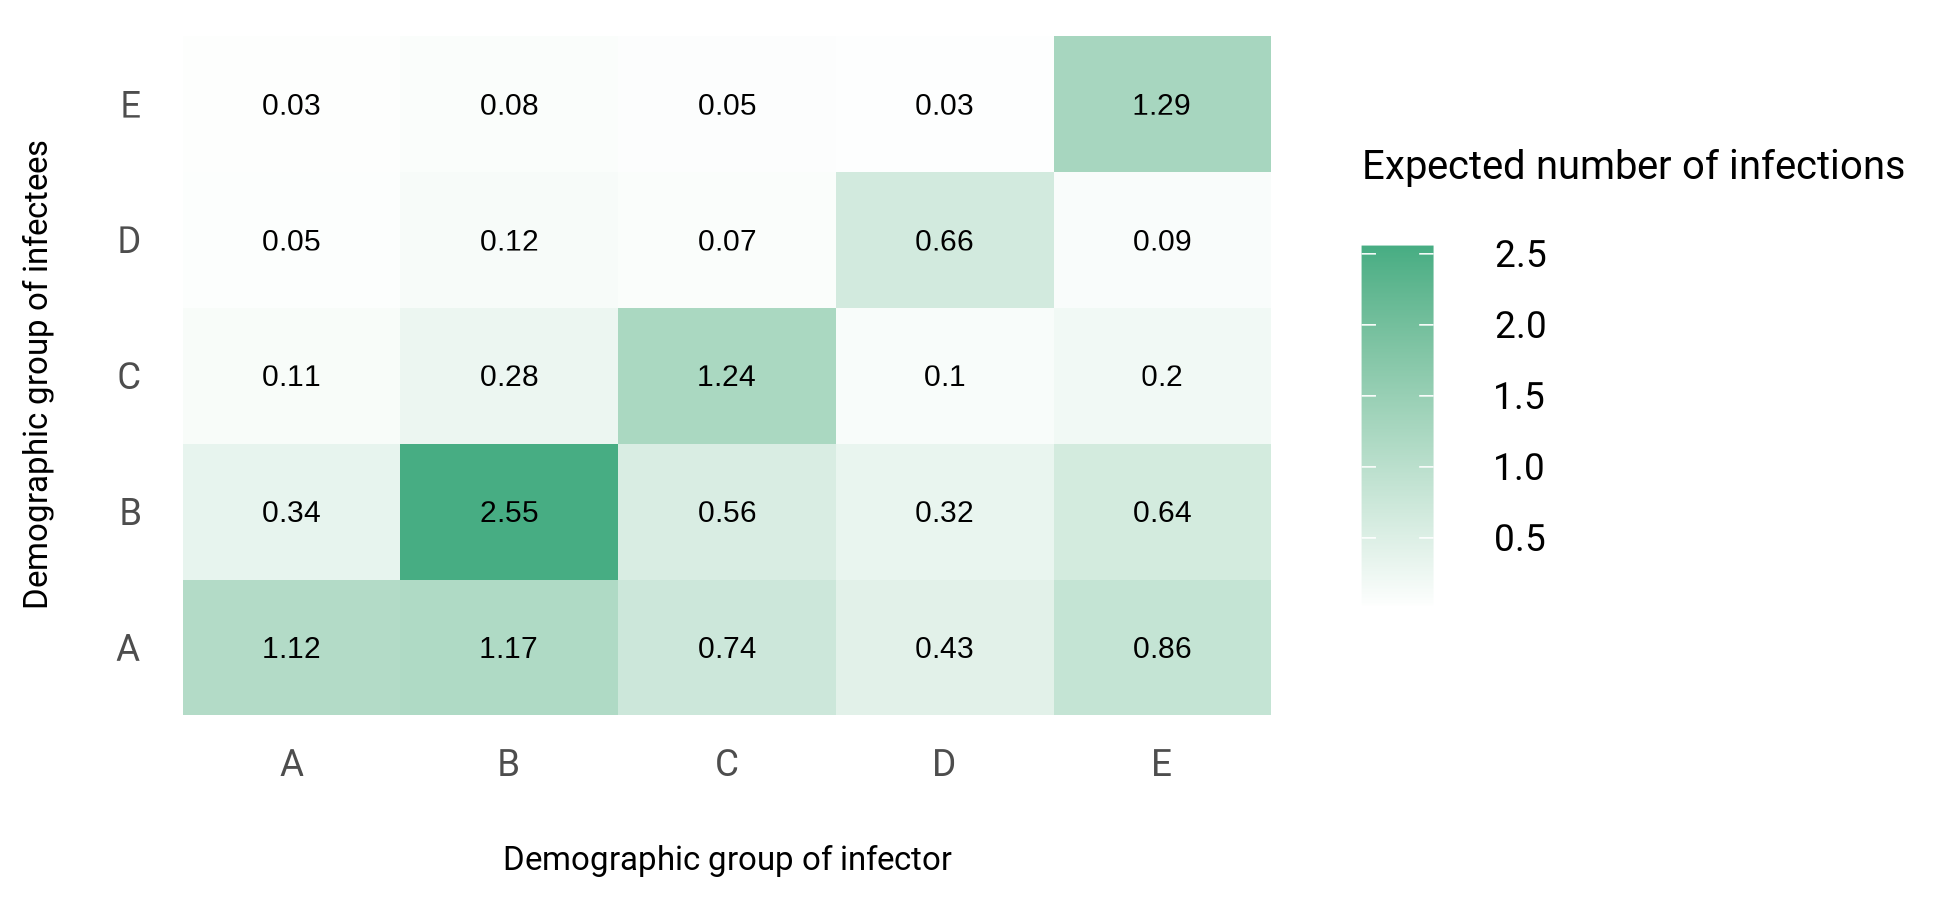 Demographic group of infectees
E 0.03 0.08 0.05 0.03 1.29
D 0.05 0.12 0.07 0.66 0.09
C 0.11 0.28 1.24 0.1 0.2
B 0.34 2.55 0.56 0.32 0.64
A 1.12 1.17 0.74 0.43 0.86
A B C D E
Demographic group of infector
Expected number of infections
2.5
2.0
1.5
1.0
0.5